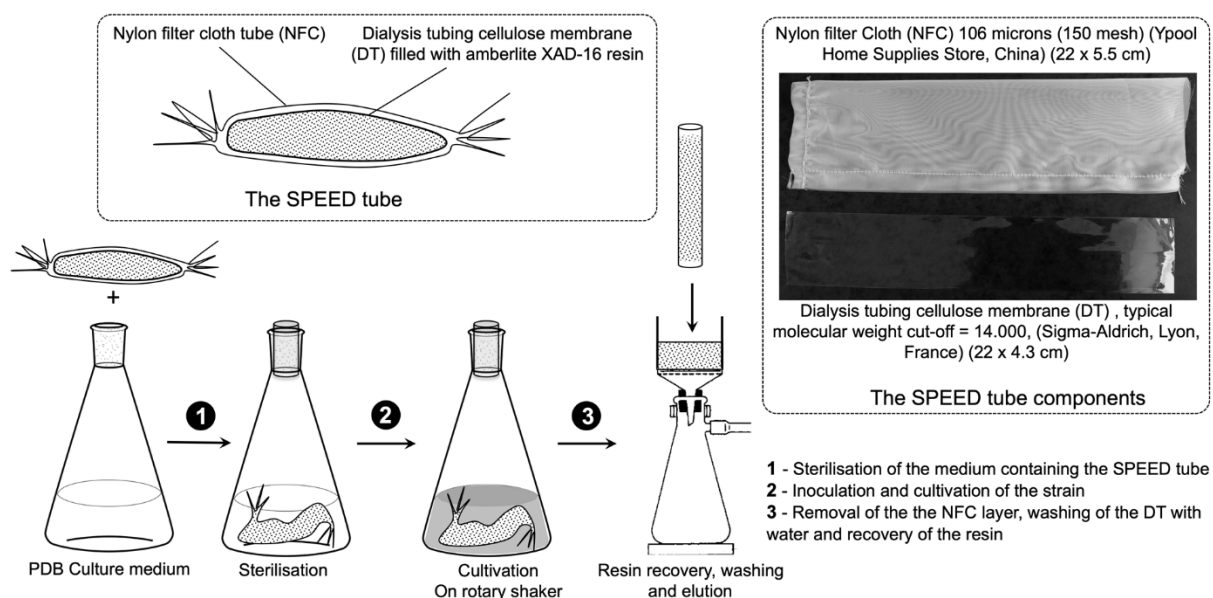 Nylon filter cloth tube (NFC)
Dialysis tubing cellulose membrane
(DT) filled with amberlite XAD-16 resin
The SPEED tube
Nylon filter Cloth (NFC) 106 microns (150 mesh) (Ypool
Home Supplies Store, China) (22 x 5.5 cm)
Dialysis tubing cellulose membrane (DT) , typical
molecular weight cut-off = 14.000, (Sigma-Aldrich, Lyon,
France) (22 x 4.3 cm)
The SPEED tube components
+
1
2
3
PDB Culture medium
Sterilisation
Cultivation
On rotary shaker
Resin recovery, washing
and elution
1 - Sterilisation of the medium containing the SPEED tube
2 - Inoculation and cultivation of the strain
3 - Removal of the the NFC layer, washing of the DT with
water and recovery of the resin